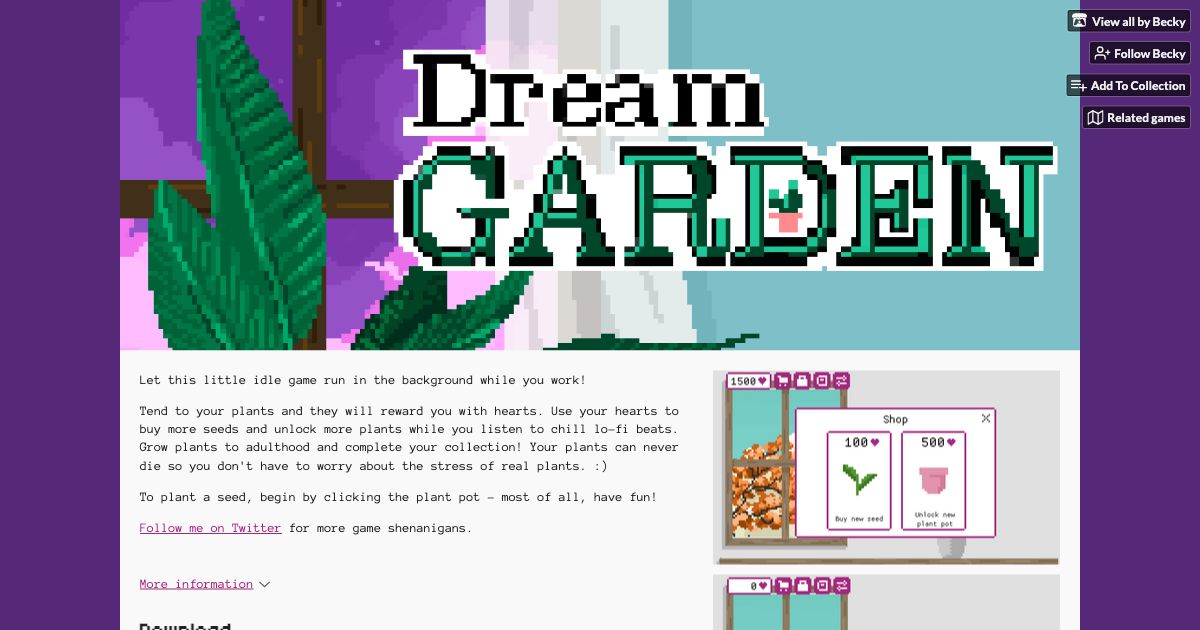 View all by Becky
Follow Becky
Add To Collection
Related games
Dream
GARDEN
Let this little idle game run in the background while you work!
Tend to your plants and they will reward you with hearts. Use your hearts to
buy more seeds and unlock more plants while you listen to chill lo-fi beats.
Grow plants to adulthood and complete your collection! Your plants can never
die so you don't have to worry about the stress of real plants. :)
To plant a seed, begin by clicking the plant pot - most of all, have fun!
Follow me on Twitter for more game shenanigans.
More information
Download
1500
Shop
100
500
Buy new seed
Unlock new
plant pot
0